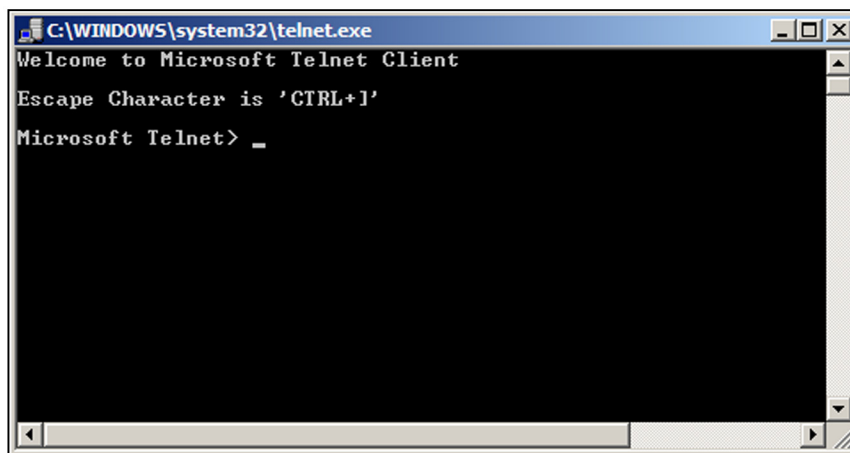 C:\WINDOWS\system32\telnet.exe
Welcome to Microsoft Telnet Client
Escape Character is 'CTRL+]'
Microsoft Telnet> _